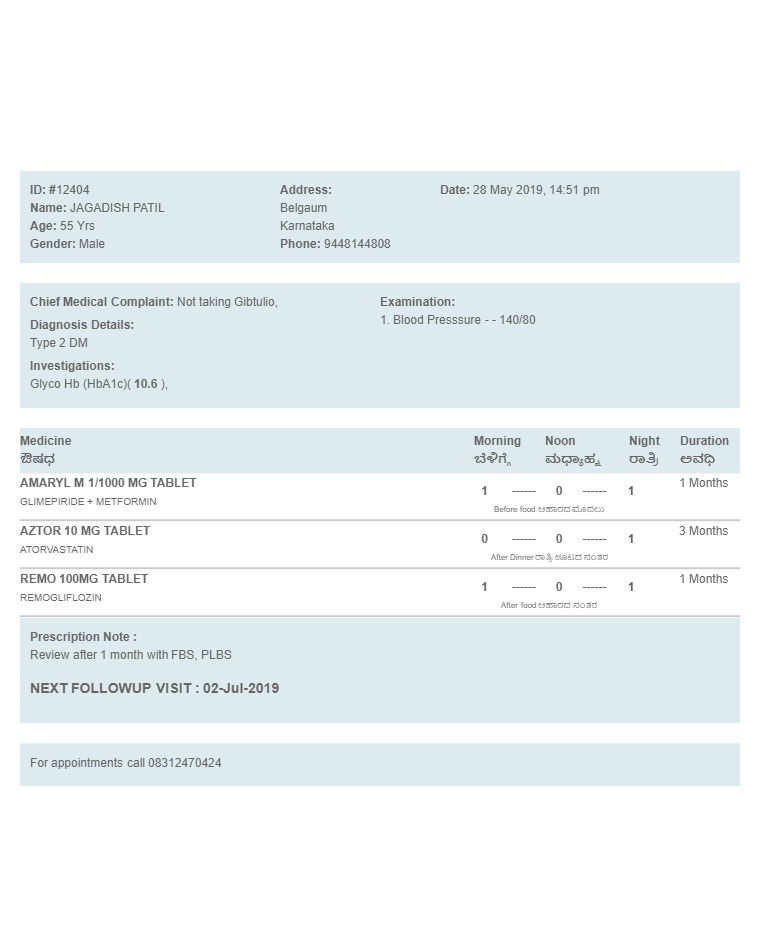 ID: #12404
Name: JAGADISH PATIL
Age: 55 Yrs
Gender: Male
Address:
Belgaum
Karnataka
Phone: 9448144808
Date: 28 May 2019, 14:51 pm
Chief Medical Complaint: Not taking Gibtulio,
Diagnosis Details:
Type 2 DM
Investigations:
Glyco Hb (HbA1c)( 10.6 ),
Examination:
1. Blood Presssure - - 140/80
Medicine Morning Noon Night Duration
ಔಷಧ ಬೆಳಿಗ್ಗೆ ಮಧ್ಯಾಹ್ನ ರಾತ್ರಿ ಅವಧಿ
AMARYL M 1/1000 MG TABLET 1 Months
1 ------ 0 ------ 1
GLIMEPIRIDE + METFORMIN
Before food ಆಹಾರದ ಮೊದಲು
AZTOR 10 MG TABLET 3 Months
0 ------ 0 ------ 1
ATORVASTATIN
After Dinner ರಾತ್ರಿ ಊಟದ ನಂತರ
REMO 100MG TABLET 1 Months
1 ------ 0 ------ 1
REMOGLIFLOZIN
After food ಆಹಾರದ ನಂತರ
Prescription Note :
Review after 1 month with FBS, PLBS
NEXT FOLLOWUP VISIT : 02-Jul-2019
For appointments call 08312470424